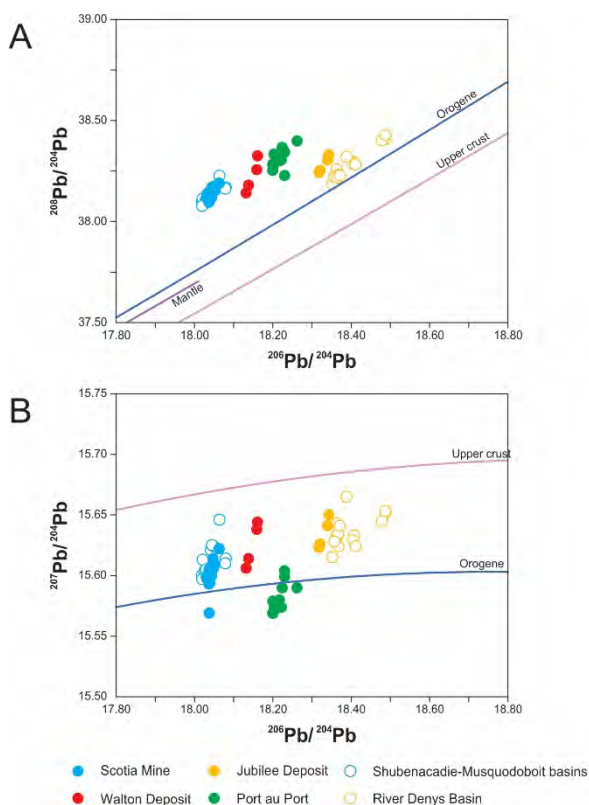 A
39.00
38.50
38.00
37.50
208Pb/ 204Pb
Orogene
Upper crust
Mantle
17.80 18.00 18.20 18.40 18.60 18.80
206Pb/ 204Pb
B
15.75
15.70
15.65
15.60
15.55
15.50
207Pb/ 204Pb
Upper crust
Orogene
17.80 18.00 18.20 18.40 18.60 18.80
206Pb/ 204Pb
Scotia Mine Jubilee Deposit Shubenacadie-Musquodoboit basins
Walton Deposit Port au Port River Denys Basin